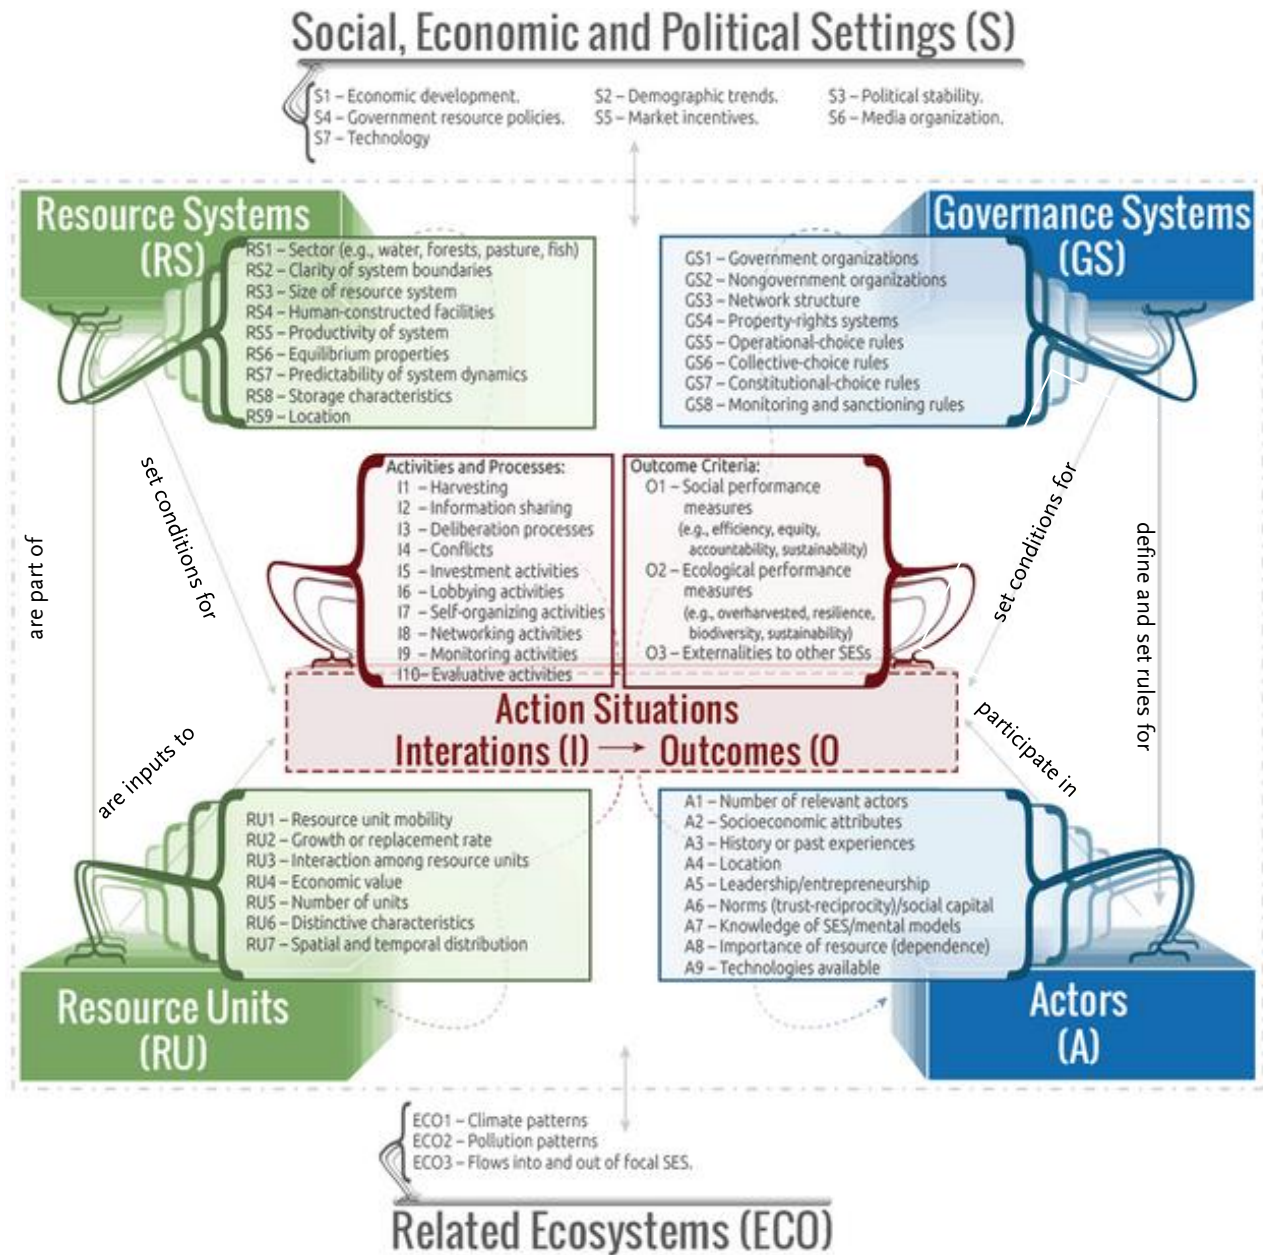 Social, Economic and Political Settings (S)
S1 – Economic development. S2 – Demographic trends. S3 – Political stability.
S4 – Government resource policies. S5 – Market incentives. S6 – Media organization.
S7 – Technology
Resource Systems
(RS)
RS1 – Sector (e.g., water, forests, pasture, fish)
RS2 – Clarity of system boundaries
RS3 – Size of resource system
RS4 – Human-constructed facilities
RS5 – Productivity of system
RS6 – Equilibrium properties
RS7 – Predictability of system dynamics
RS8 – Storage characteristics
RS9 – Location
Governance Systems
(GS)
GS1 – Government organizations
GS2 – Nongovernment organizations
GS3 – Network structure
GS4 – Property-rights systems
GS5 – Operational-choice rules
GS6 – Collective-choice rules
GS7 – Constitutional-choice rules
GS8 – Monitoring and sanctioning rules
are part of
set conditions for
Activities and Processes:
I1 – Harvesting
I2 – Information sharing
I3 – Deliberation processes
I4 – Conflicts
I5 – Investment activities
I6 – Lobbying activities
I7 – Self-organizing activities
I8 – Networking activities
I9 – Monitoring activities
I10– Evaluative activities
Outcome Criteria:
O1 – Social performance
measures
(e.g., efficiency, equity,
accountability, sustainability)
O2 – Ecological performance
measures
(e.g., overharvested, resilience,
biodiversity, sustainability)
O3 – Externalities to other SESs
set conditions for
define and set rules for
Action Situations
Interations (I) → Outcomes (O
are inputs to
participate in
RU1 – Resource unit mobility
RU2 – Growth or replacement rate
RU3 – Interaction among resource units
RU4 – Economic value
RU5 – Number of units
RU6 – Distinctive characteristics
RU7 – Spatial and temporal distribution
Resource Units
(RU)
A1 – Number of relevant actors
A2 – Socioeconomic attributes
A3 – History or past experiences
A4 – Location
A5 – Leadership/entrepreneurship
A6 – Norms (trust-reciprocity)/social capital
A7 – Knowledge of SES/mental models
A8 – Importance of resource (dependence)
A9 – Technologies available
Actors
(A)
ECO1 – Climate patterns
ECO2 – Pollution patterns
ECO3 – Flows into and out of focal SES.
Related Ecosystems (ECO)